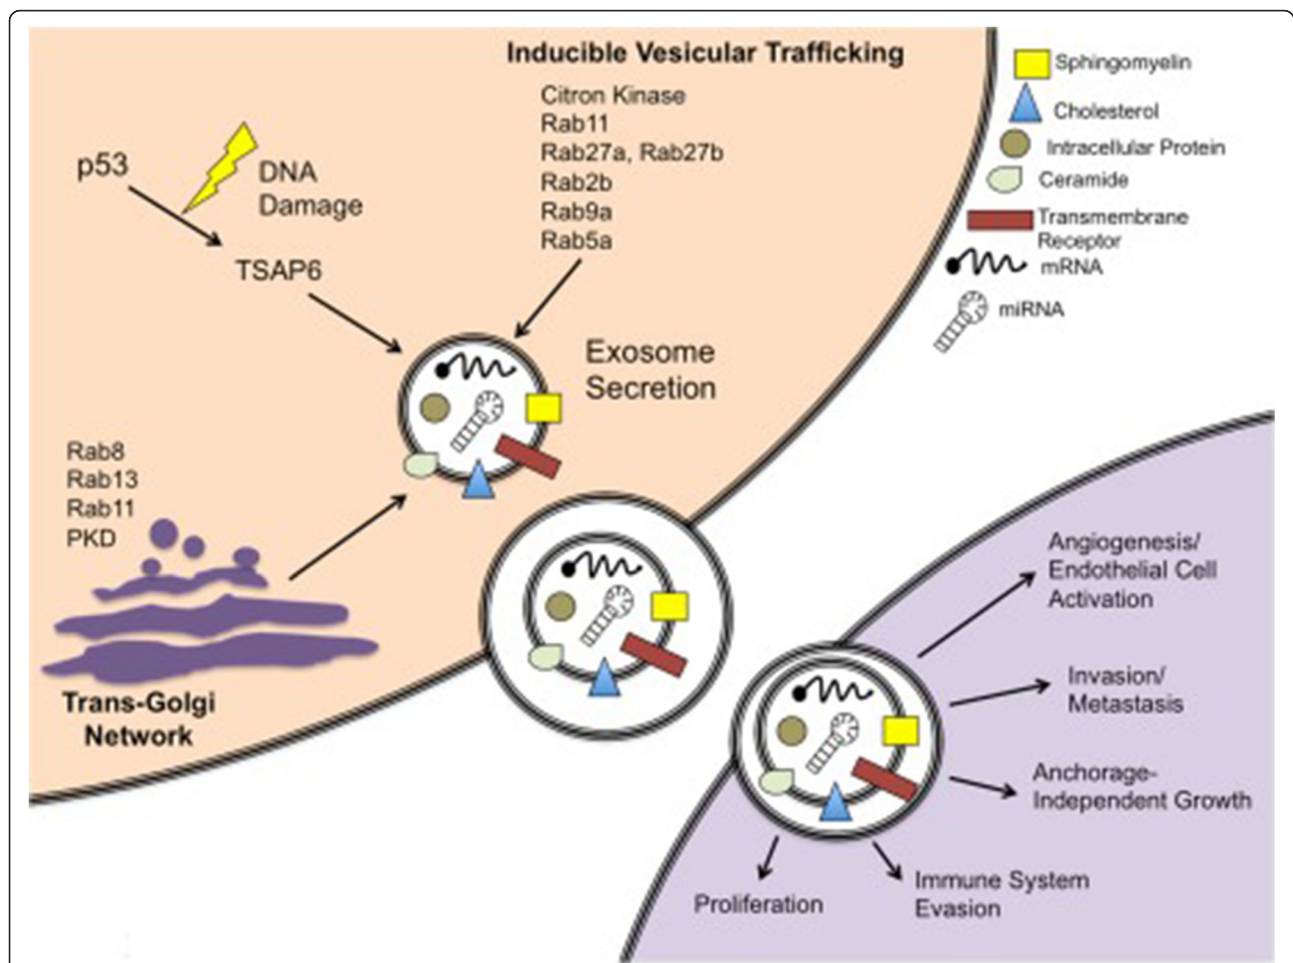 Inducible Vesicular Trafficking
Citron Kinase
Rab11
Rab27a, Rab27b
Rab2b
Rab9a
Rab5a
p53
DNA
Damage
TSAP6
Exosome
Secretion
Rab8
Rab13
Rab11
PKD
Trans-Golgi
Network
Sphingomyelin
Cholesterol
Intracellular Protein
Ceramide
Transmembrane
Receptor
mRNA
miRNA
Angiogenesis/
Endothelial Cell
Activation
Invasion/
Metastasis
Anchorage-
Independent Growth
Immune System
Evasion
Proliferation